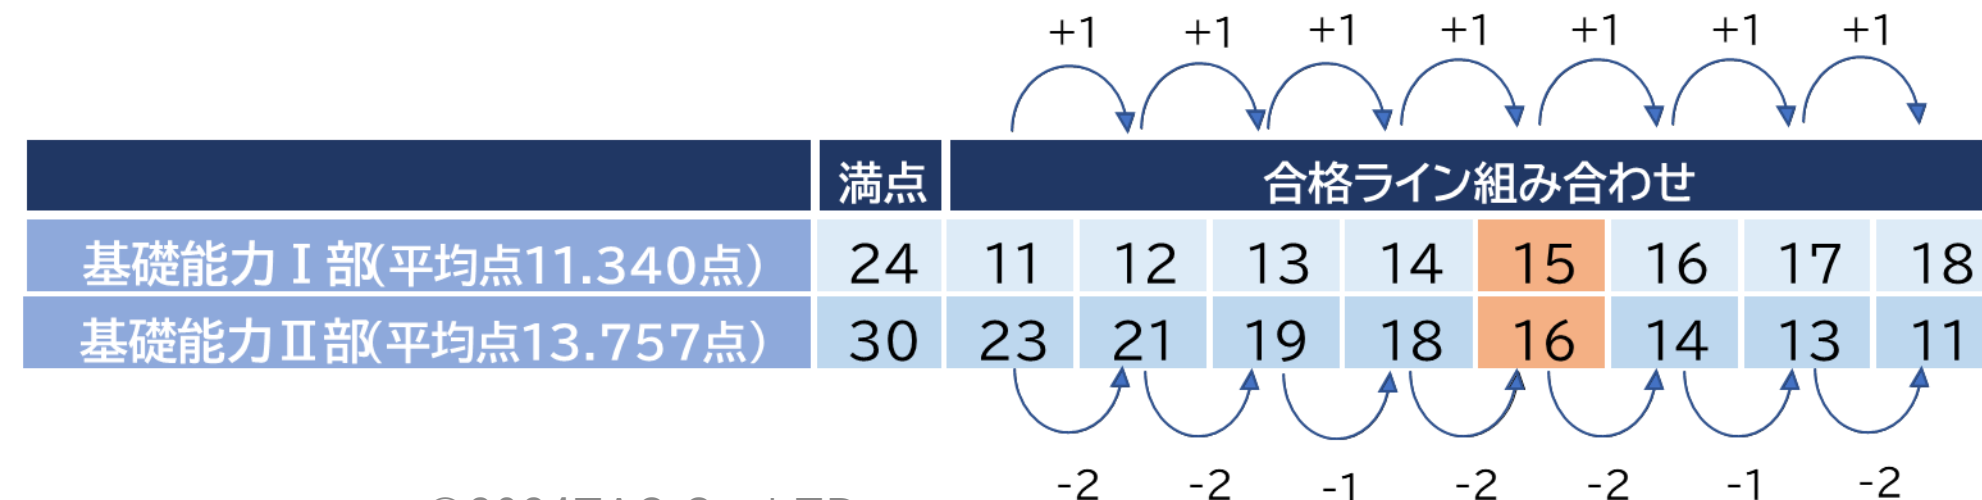 +1 +1 +1 +1 +1 +1 +1
満点 合格ライン組み合わせ
基礎能力Ⅰ部(平均点11.340点) 24 11 12 13 14 15 16 17 18
基礎能力Ⅱ部(平均点13.757点) 30 23 21 19 18 16 14 13 11
-2 -2 -1 -2 -2 -1 -2